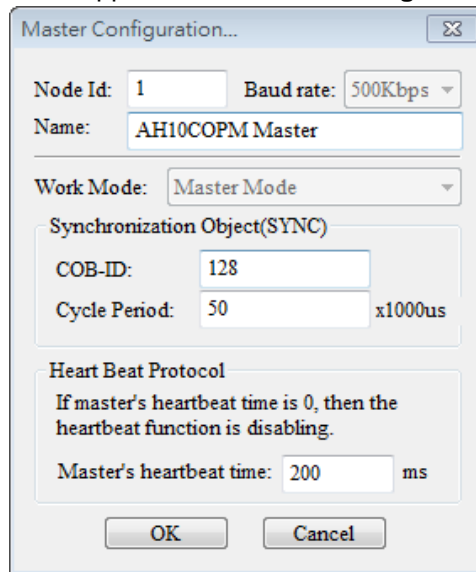 Master Configuration...
Node Id: 1 Baud rate: 500Kbps
Name: AH10COPM Master
Work Mode: Master Mode
Synchronization Object(SYNC)
COB-ID: 128
Cycle Period: 50 x1000us
Heart Beat Protocol
If master's heartbeat time is 0, then the
heartbeat function is disabling.
Master's heartbeat time: 200 ms
OK Cancel